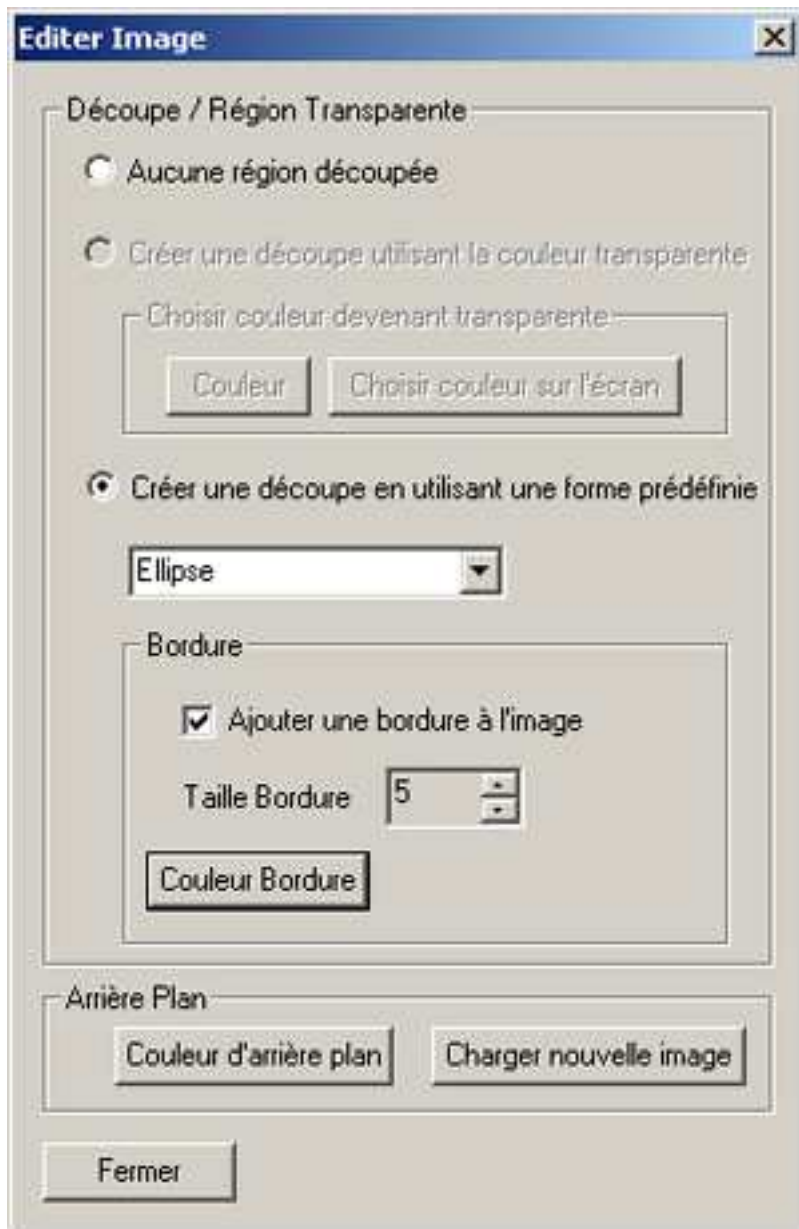 Editer Image
Découpe / Région Transparente
Aucune région découpée
Créer une découpe utilisant la couleur transparente
Choisir couleur devenant transparente
Couleur
Choisir couleur sur l'écran
Créer une découpe en utilisant une forme prédéfinie
Ellipse
Bordure
Ajouter une bordure à l'image
Taille Bordure 5
Couleur Bordure
Arrière Plan
Couleur d'arrière plan
Charger nouvelle image
Fermer